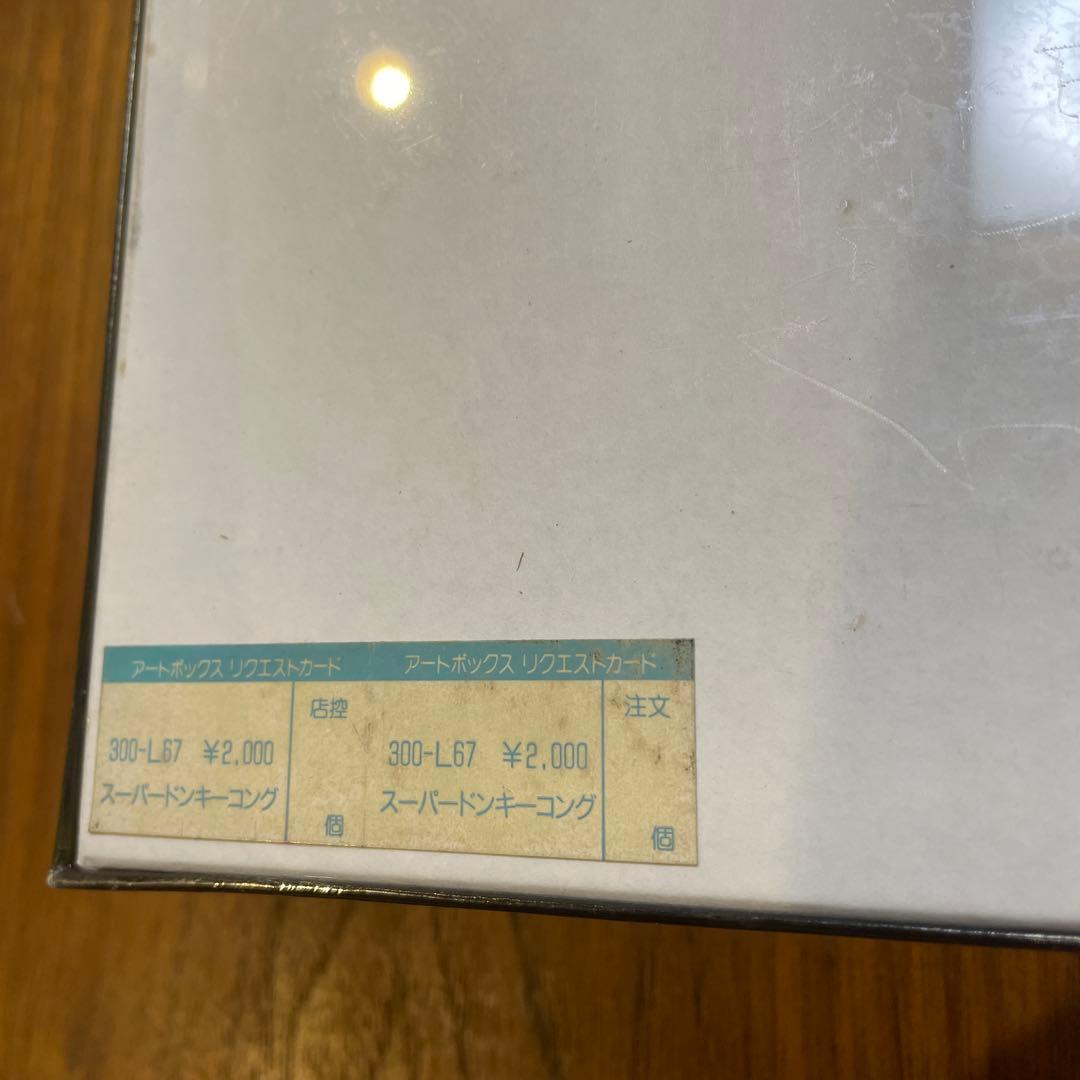 アートボックス リクエストカード
店控
300-L67 ¥2,000
スーパードンキーコング
個
アートボックス リクエストカード
注文
300-L67 ¥2,000
スーパードンキーコング
個